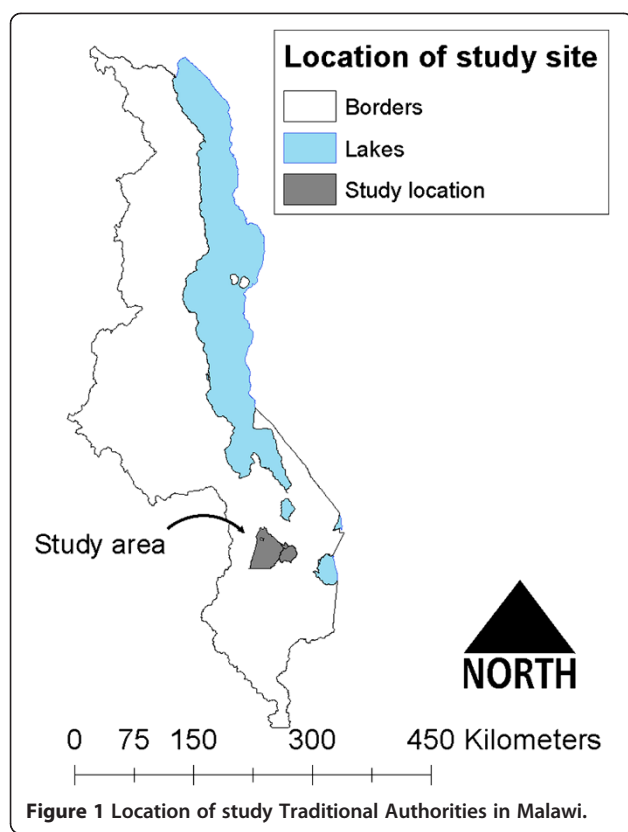 Location of study site
Borders
Lakes
Study location
Study area
NORTH
0 75 150 300 450 Kilometers
Figure 1 Location of study Traditional Authorities in Malawi.